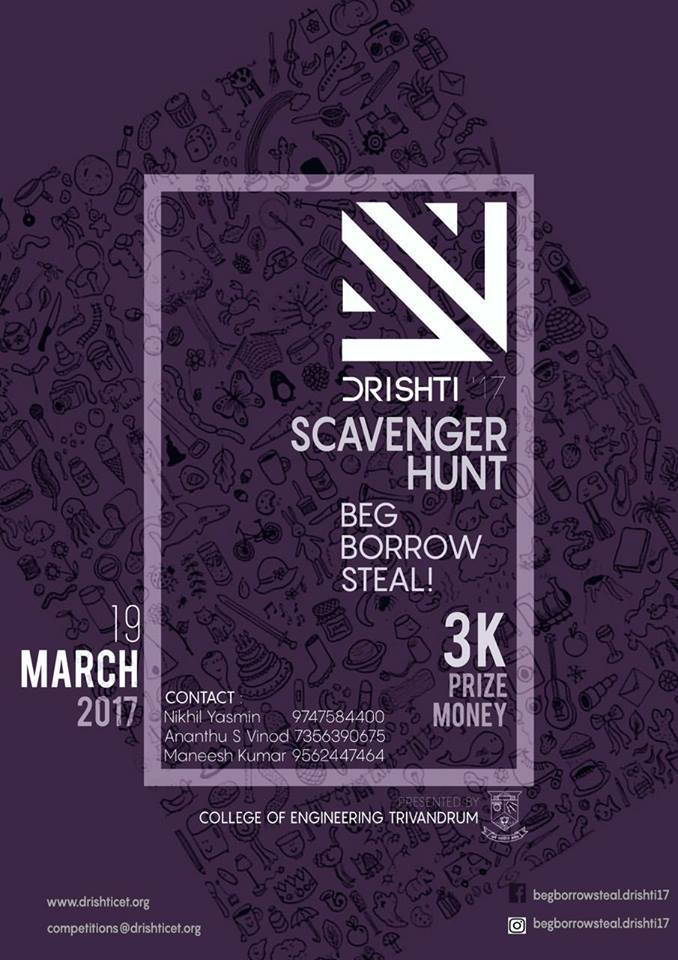 DRISHTI '17
SCAVENGER
HUNT
BEG
BORROW
STEAL!
19
MARCH
2017
3K
PRIZE
MONEY
CONTACT :
Nikhil Yasmin 9747584400
Ananthu S Vinod 7356390675
Maneesh Kumar 9562447464
PRESENTED BY
COLLEGE OF ENGINEERING TRIVANDRUM
www.drishticet.org
competitions@drishticet.org
begborrowsteal.drishti17
begborrowsteal.drishti17